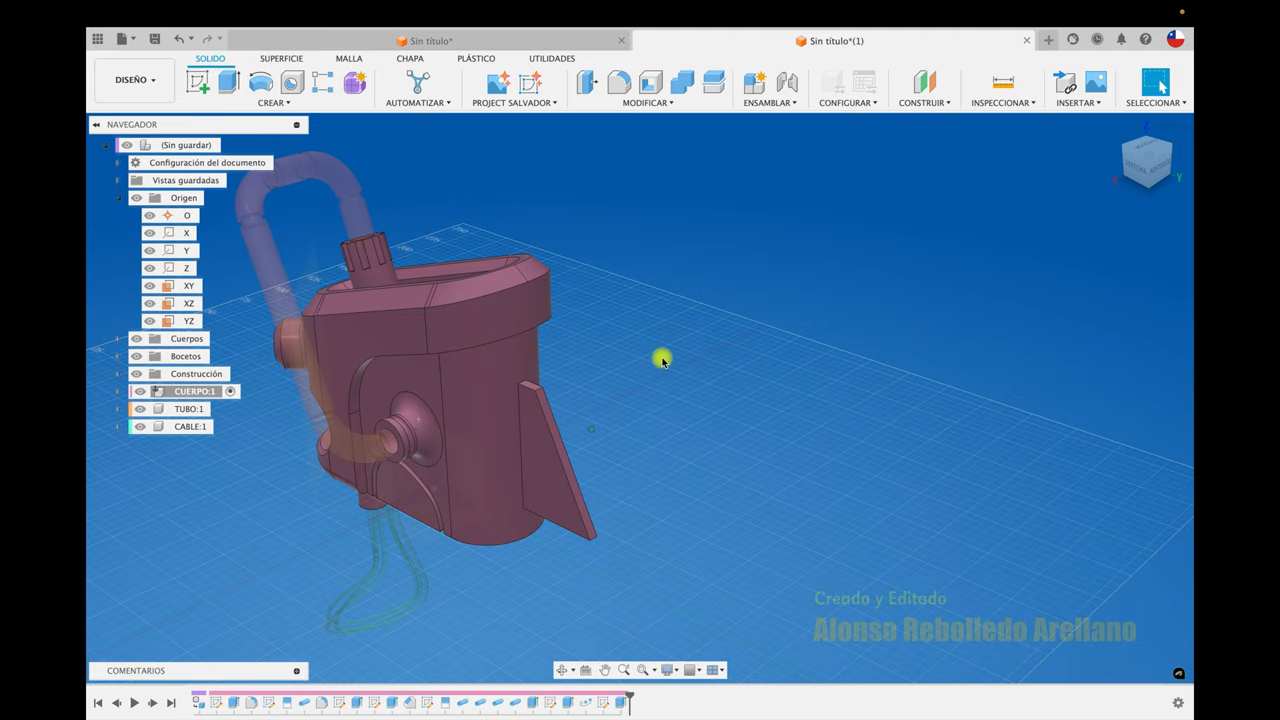 Sin título*
Sin título*(1)
DISEÑO
SOLIDO
SUPERFICIE
MALLA
CHAPA
PLÁSTICO
UTILIDADES
CREAR
AUTOMATIZAR
PROJECT SALVADOR
MODIFICAR
ENSAMBLAR
CONFIGURAR
CONSTRUIR
INSPECCIONAR
INSERTAR
SELECCIONAR
NAVEGADOR
(Sin guardar)
Configuración del documento
Vistas guardadas
Origen
O
X
Y
Z
XY
XZ
YZ
Cuerpos
Bocetos
Construcción
CUERPO:1
TUBO:1
CABLE:1
Z
X
Y
Creado y Editado
Alonso Rebolledo Arellano
COMENTARIOS